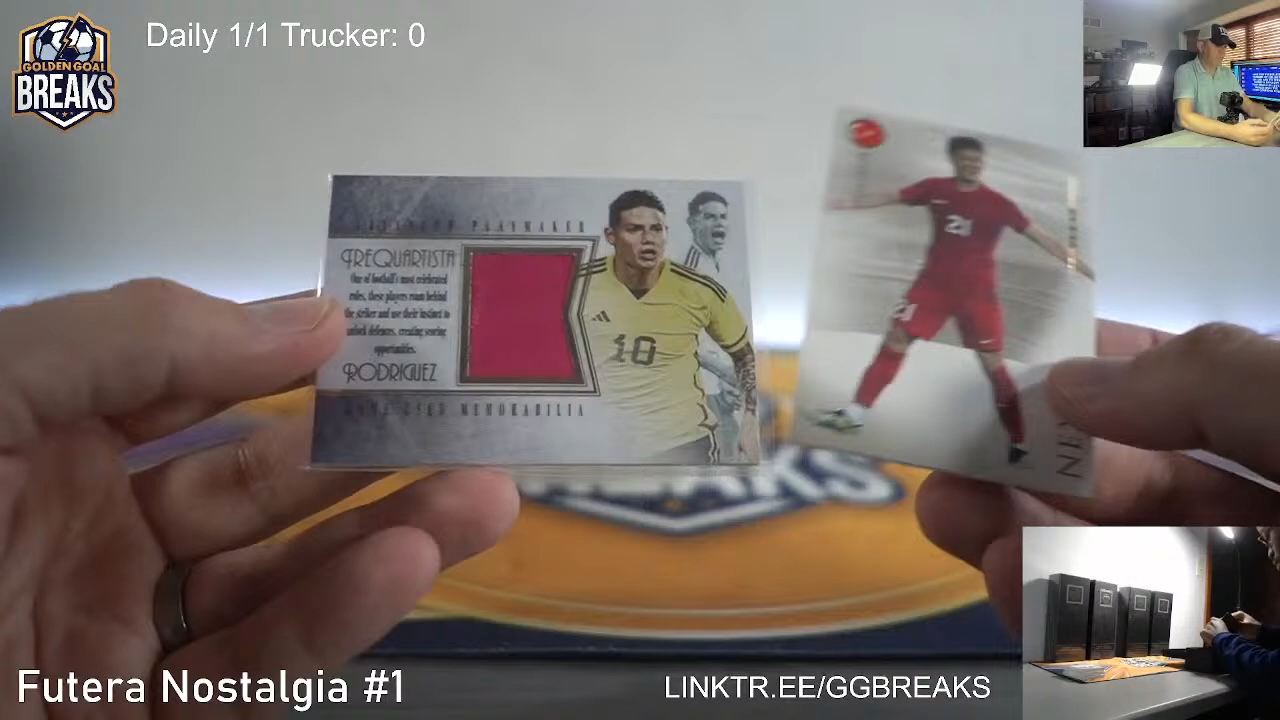 GOLDEN GOAL
BREAKS
Daily 1/1 Trucker: 0
PLAYMAKER
TREQUARTISTA
One of football's most celebrated
roles, these players roam behind
the striker and use their instinct to
unlock defences, creating scoring
opportunities.
RODRIGUEZ
MEMORABILIA
10
21
21
Futera Nostalgia #1
LINKTR.EE/GGBREAKS